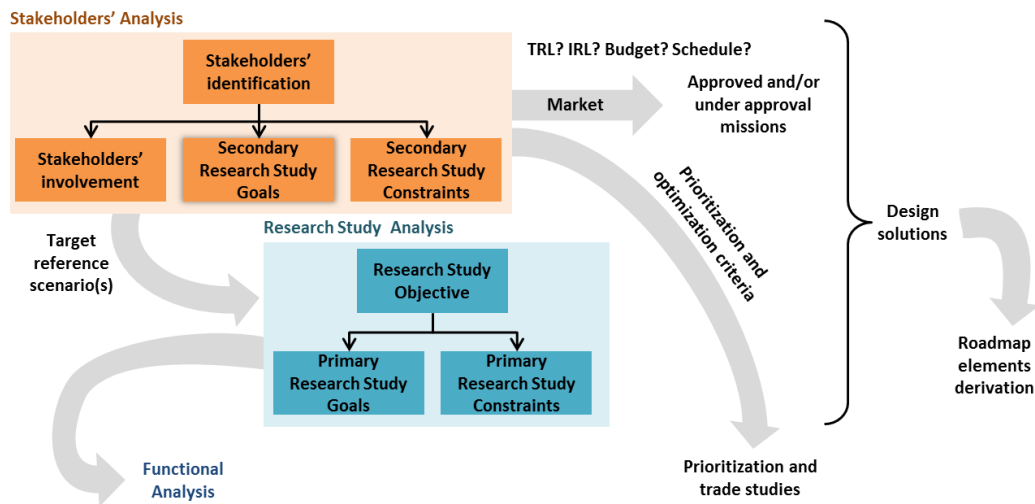 Stakeholders' Analysis
Stakeholders'
identification
Stakeholders'
involvement
Secondary
Research Study
Goals
Secondary
Research Study
Constraints
TRL? IRL? Budget? Schedule?
Market
Approved and/or
under approval
missions
Prioritization and
optimization criteria
Design
solutions
Target
reference
scenario(s)
Research Study Analysis
Research Study
Objective
Primary
Research Study
Goals
Primary
Research Study
Constraints
Roadmap
elements
derivation
Functional
Analysis
Prioritization and
trade studies